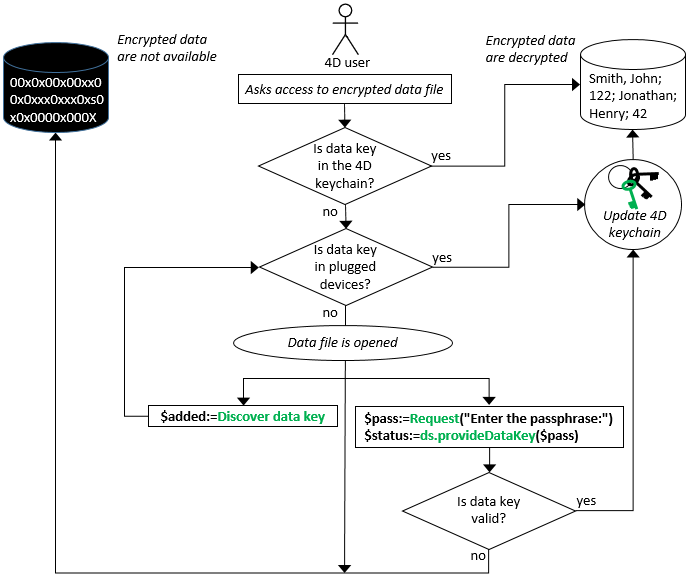 Encrypted data
are not available
00x0x00x00xx0
0x0xxx0xxx0xs0
x0x0000x000X
4D user
Encrypted data
are decrypted
Smith, John;
122; Jonathan;
Henry; 42
Asks access to encrypted data file
Is data key
in the 4D
keychain?
yes
no
Update 4D
keychain
Is data key
in plugged
devices?
yes
no
Data file is opened
$added:=Discover data key
$pass:=Request("Enter the passphrase:")
$status:=ds.provideDataKey($pass)
Is data key
valid?
yes
no